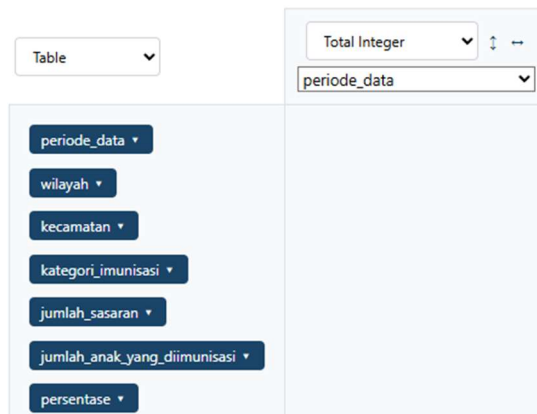 Table
Total Integer
periode_data
periode_data
wilayah
kecamatan
kategori_imunisasi
jumlah_sasaran
jumlah_anak_yang_diimunisasi
persentase